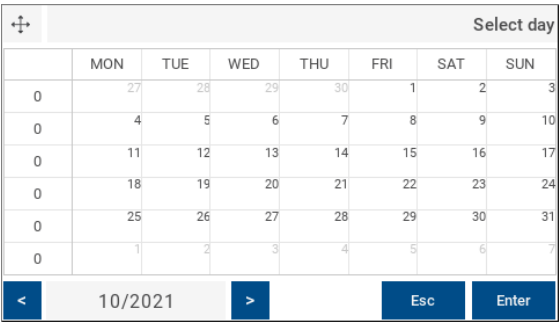 Select day
MON TUE WED THU FRI SAT SUN
0 27 28 29 30 1 2 3
0 4 5 6 7 8 9 10
0 11 12 13 14 15 16 17
0 18 19 20 21 22 23 24
0 25 26 27 28 29 30 31
0 1 2 3 4 5 6 7
< 10/2021 > Esc Enter